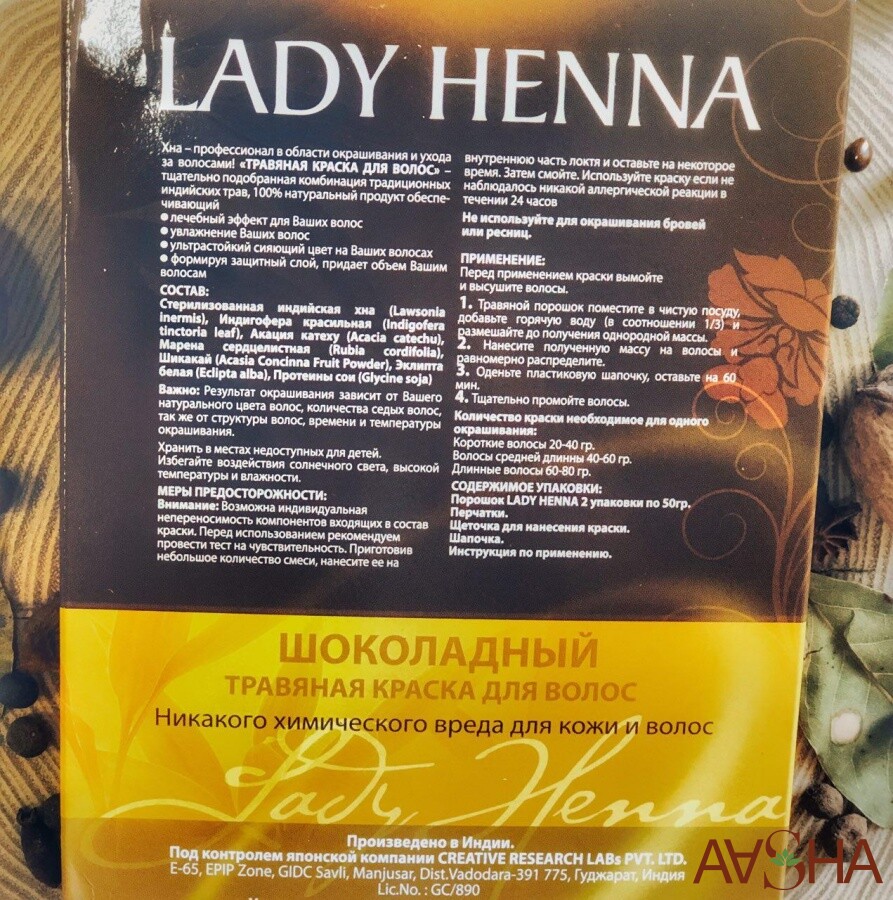 LADY HENNA
Хна – профессионал в области окрашивания и ухода
за волосами! «ТРАВЯНАЯ КРАСКА ДЛЯ ВОЛОС» –
тщательно подобранная комбинация традиционных
индийских трав, 100% натуральный продукт обеспе-
чивающий
● лечебный эффект для Ваших волос
● увлажнение Ваших волос
● ультрастойкий сияющий цвет на Ваших волосах
● формируя защитный слой, придает объем Вашим
волосам
СОСТАВ:
Стерилизованная индийская хна (Lawsonia
inermis), Индигофера красильная (Indigofera
tinctoria leaf), Акация катеху (Acacia catechu),
Марена сердцелистная (Rubia cordifolia),
Шикакай (Acasia Concinna Fruit Powder), Эклипта
белая (Eclipta alba), Протеины сои (Glycine soja)
Важно: Результат окрашивания зависит от Вашего
натурального цвета волос, количества седых волос,
так же от структуры волос, времени и температуры
окрашивания.
Хранить в местах недоступных для детей.
Избегайте воздействия солнечного света, высокой
температуры и влажности.
МЕРЫ ПРЕДОСТОРОЖНОСТИ:
Внимание: Возможна индивидуальная
непереносимость компонентов входящих в состав
краски. Перед использованием рекомендуем
провести тест на чувствительность. Приготовив
небольшое количество смеси, нанесите ее на
внутреннюю часть локтя и оставьте на некоторое
время. Затем смойте. Используйте краску если не
наблюдалось никакой аллергической реакции в
течении 24 часов
Не используйте для окрашивания бровей
или ресниц.
ПРИМЕНЕНИЕ:
Перед применением краски вымойте
и высушите волосы.
1. Травяной порошок поместите в чистую посуду,
добавьте горячую воду (в соотношении 1/3) и
размешайте до получения однородной массы.
2. Нанесите полученную массу на волосы и
равномерно распределите.
3. Оденьте пластиковую шапочку, оставьте на 60
мин.
4. Тщательно промойте волосы.
Количество краски необходимое для одного
окрашивания:
Короткие волосы 20-40 гр.
Волосы средней длинны 40-60 гр.
Длинные волосы 60-80 гр.
СОДЕРЖИМОЕ УПАКОВКИ:
Порошок LADY HENNA 2 упаковки по 50гр.
Перчатки.
Щеточка для нанесения краски.
Шапочка.
Инструкция по применению.
ШОКОЛАДНЫЙ
ТРАВЯНАЯ КРАСКА ДЛЯ ВОЛОС
Никакого химического вреда для кожи и волос
Lady Henna
Произведено в Индии.
Под контролем японской компании CREATIVE RESEARCH LABs PVT. LTD.
E-65, EPIP Zone, GIDC Savli, Manjusar, Dist.Vadodara-391 775, Гуджарат, Индия
Lic.No. : GC/890
AASHA